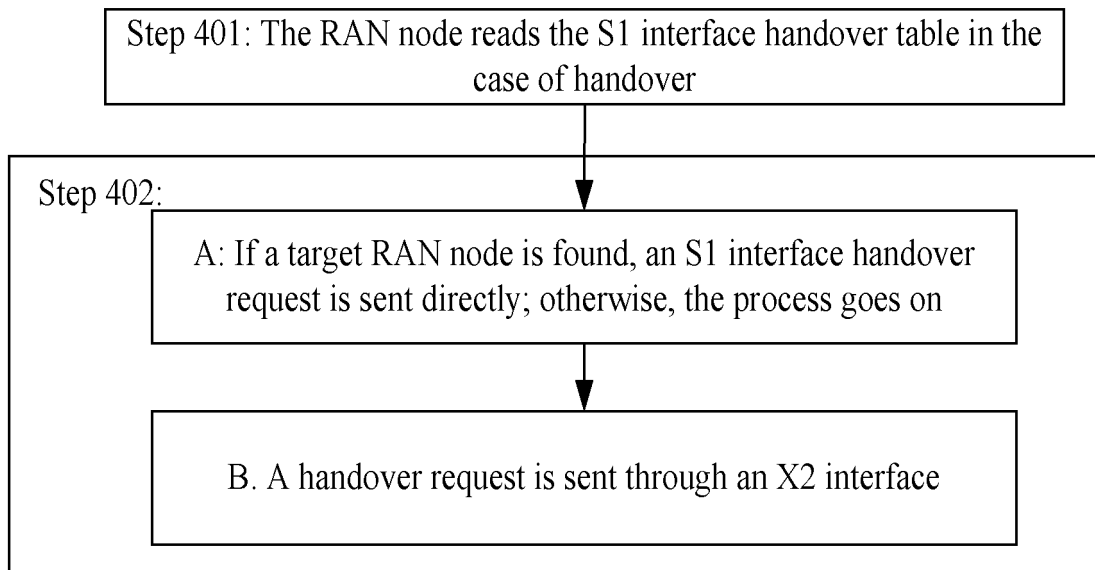 Step 401: The RAN node reads the S1 interface handover table in the
case of handover
Step 402:
A: If a target RAN node is found, an S1 interface handover
request is sent directly; otherwise, the process goes on
B. A handover request is sent through an X2 interface